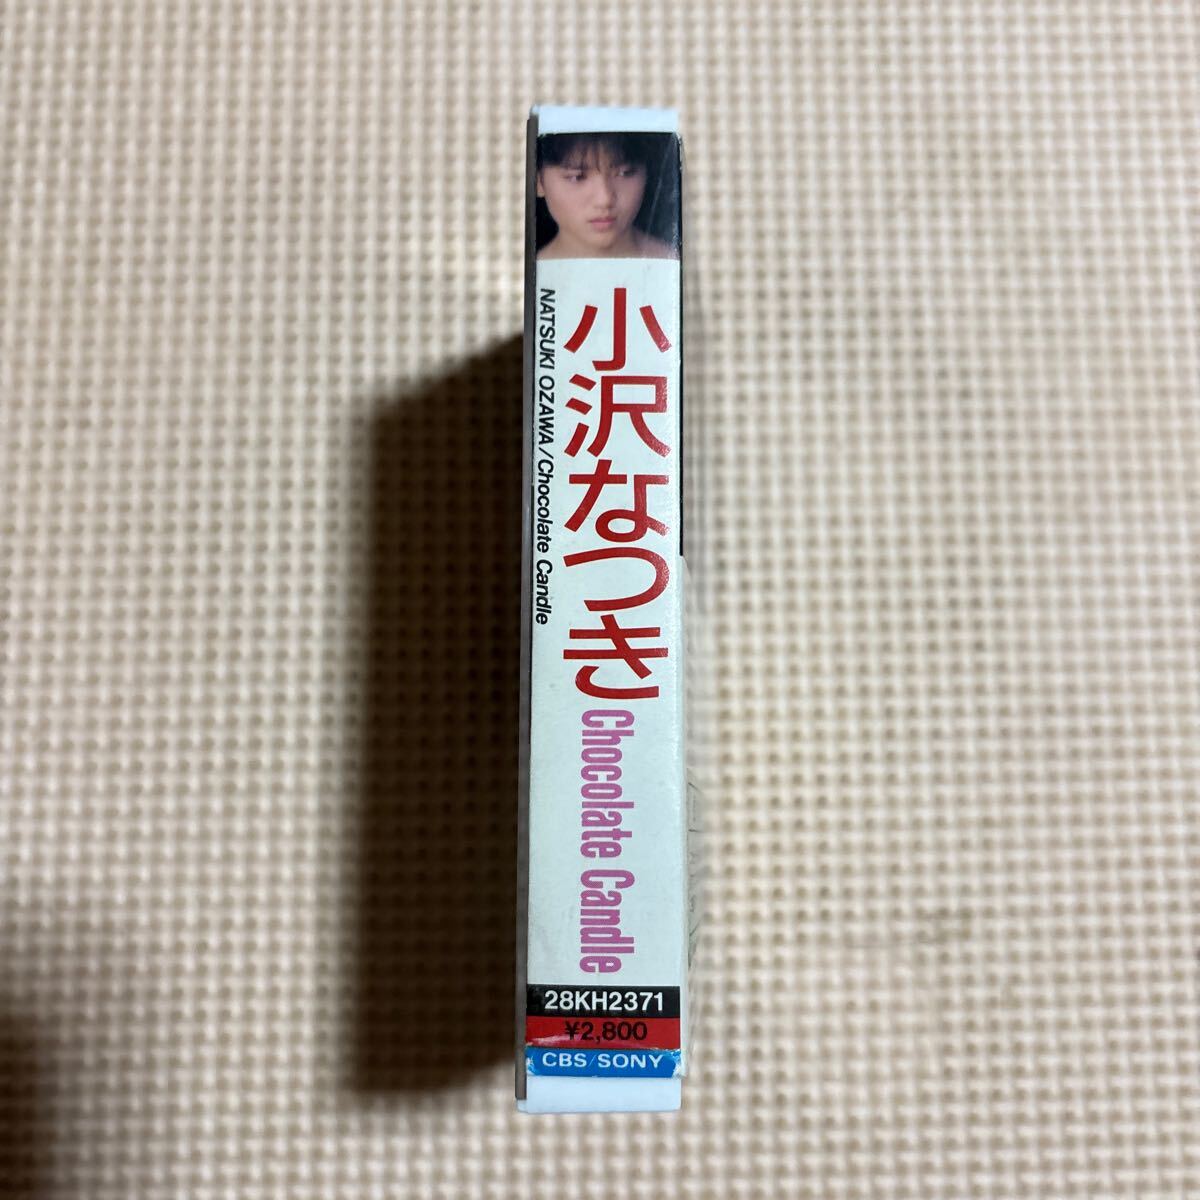 小沢なつき
NATSUKI OZAWA/Chocolate Candle
Chocolate Candle
28KH2371
¥2,800
CBS/SONY